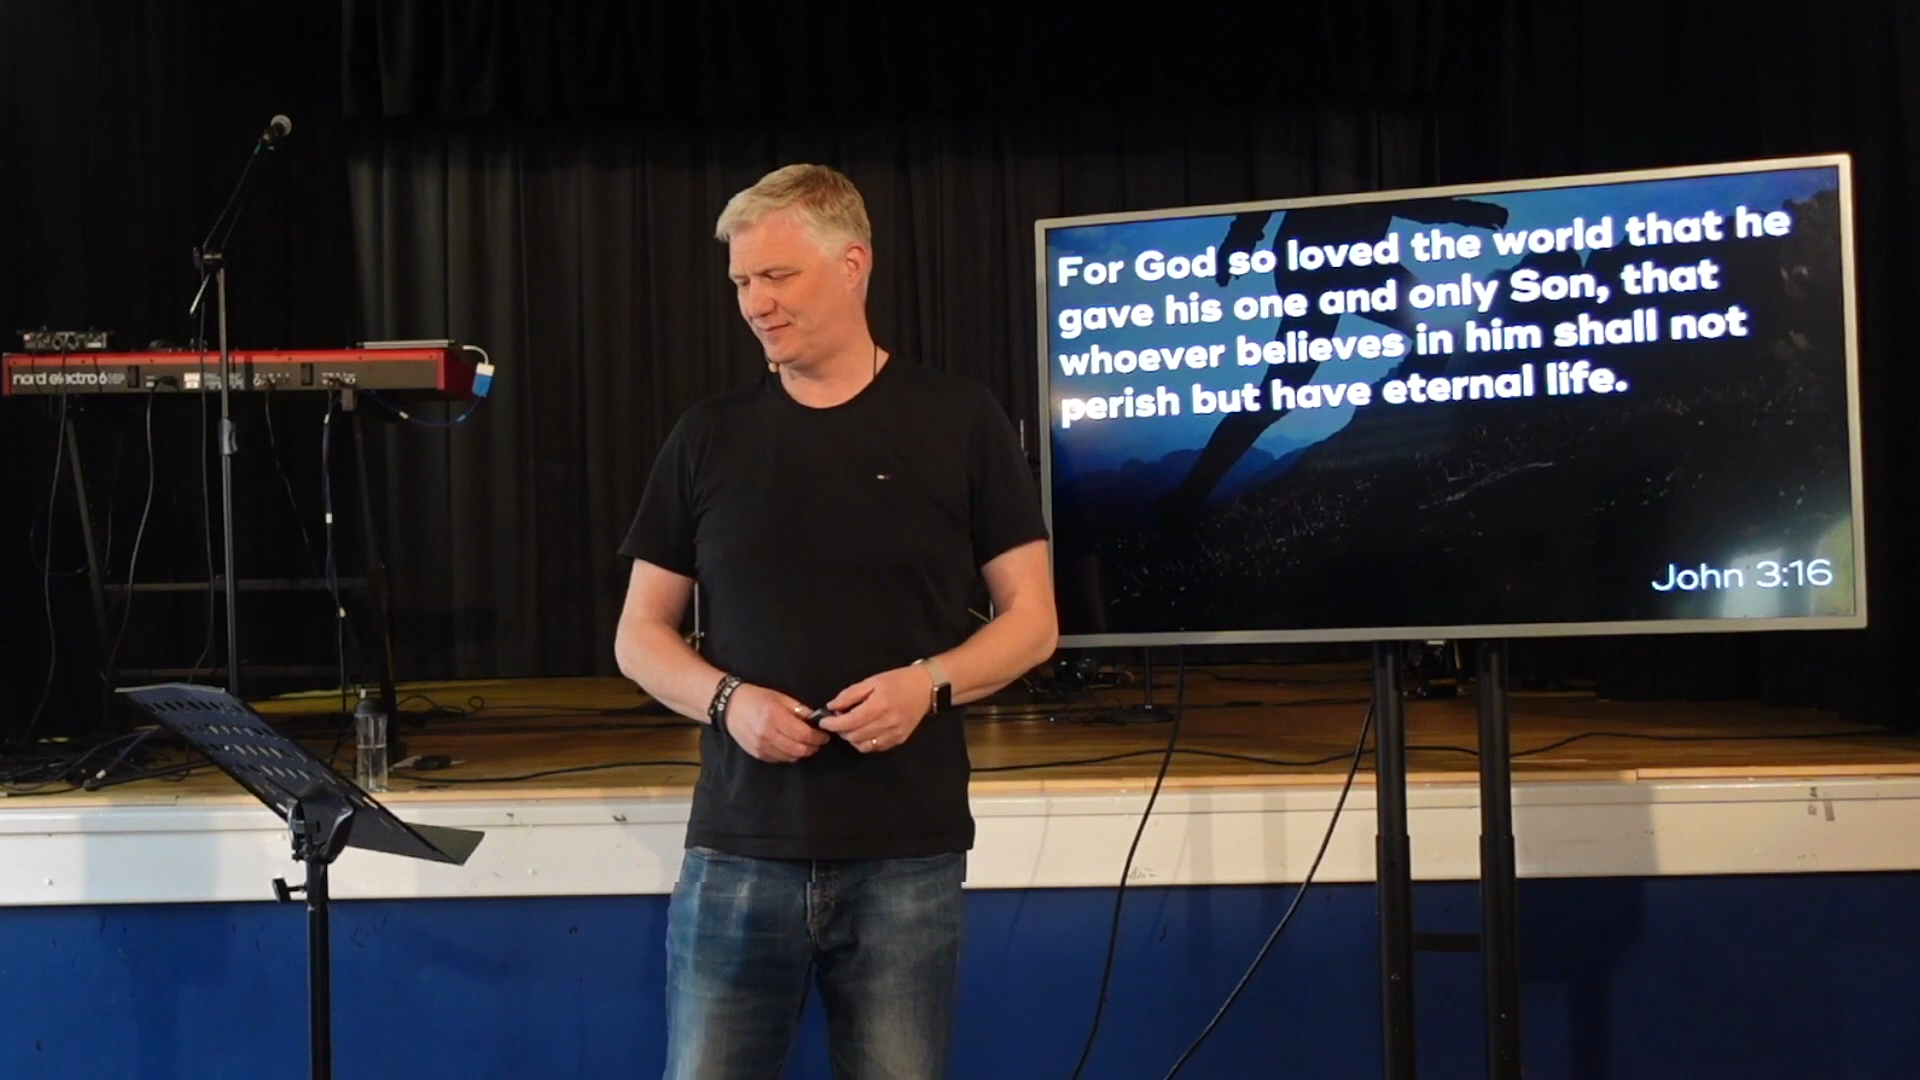 For God so loved the world that he
gave his one and only Son, that
whoever believes in him shall not
perish but have eternal life.
John 3:16
nord electro 6 HP